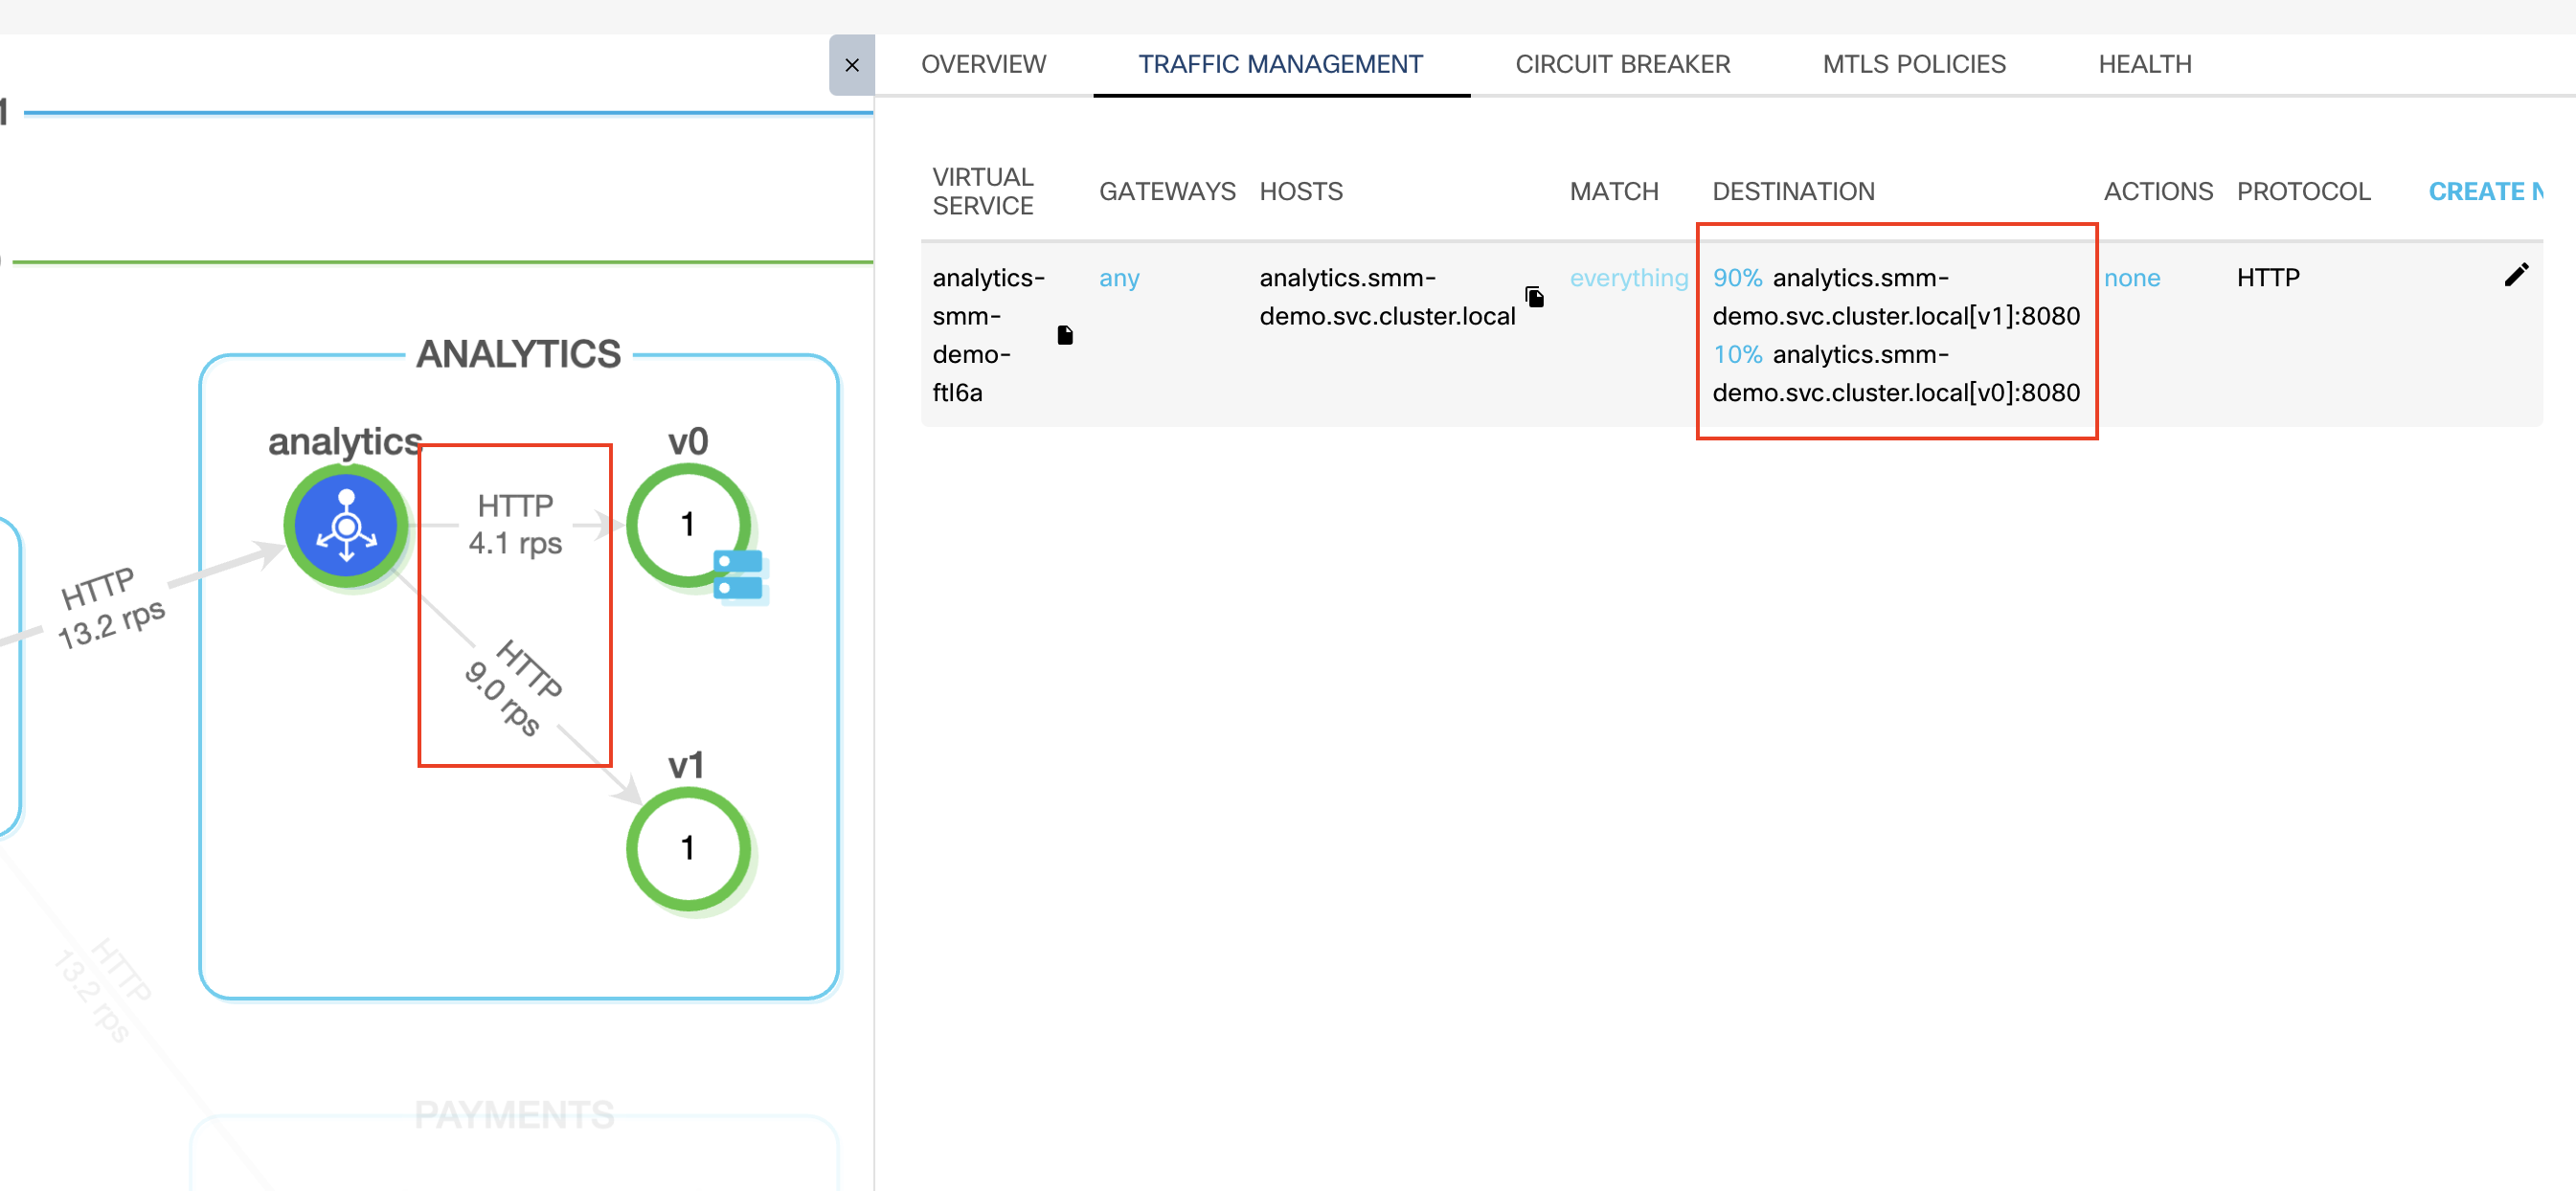 OVERVIEW
TRAFFIC MANAGEMENT
CIRCUIT BREAKER
MTLS POLICIES
HEALTH
VIRTUAL
SERVICE
GATEWAYS
HOSTS
MATCH
DESTINATION
ACTIONS
PROTOCOL
CREATE N
analytics-
smm-
demo-
ftl6a
any
analytics.smm-
demo.svc.cluster.local
everything
90% analytics.smm-
demo.svc.cluster.local[v1]:8080
10% analytics.smm-
demo.svc.cluster.local[v0]:8080
none
HTTP
1
ANALYTICS
analytics
v0
HTTP
4.1 rps
1
HTTP
13.2 rps
HTTP
9.0 rps
v1
1
HTTP
13.2 rps
PAYMENTS